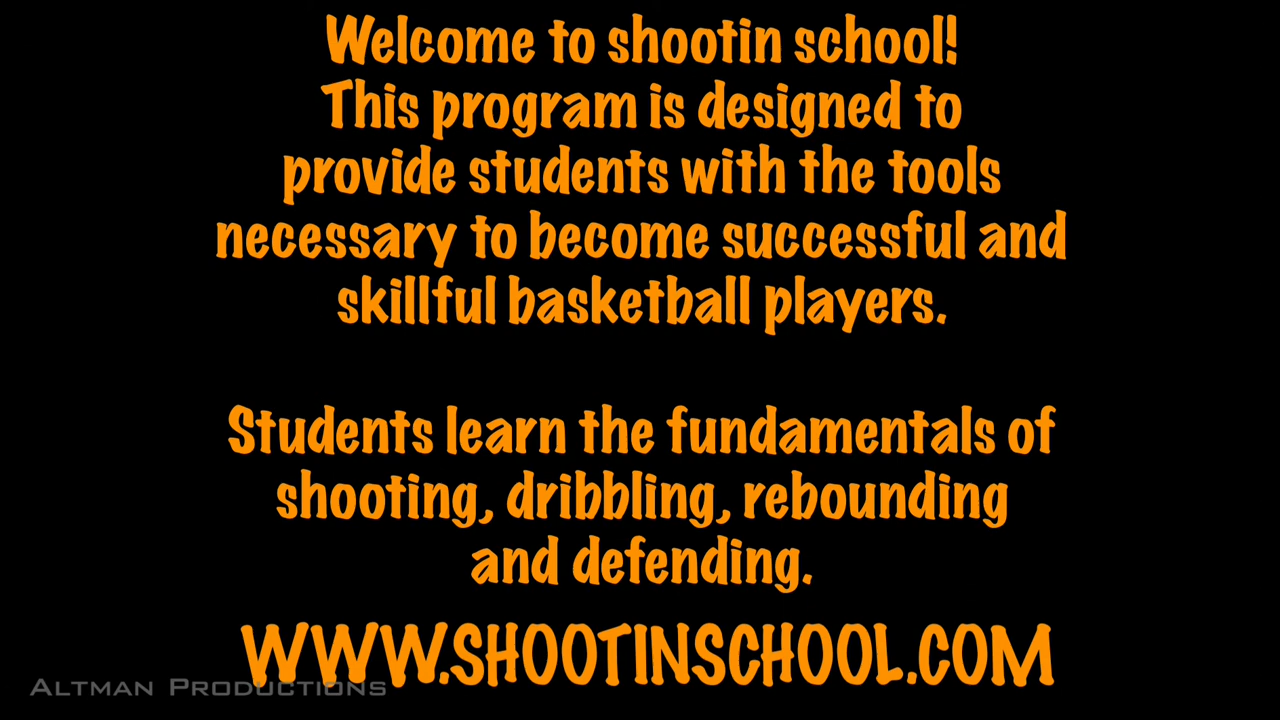 Welcome to shootin school!
This program is designed to
provide students with the tools
necessary to become successful and
skillful basketball players.
Students learn the fundamentals of
shooting, dribbling, rebounding
and defending.
WWW.SHOOTINSCHOOL.COM
ALTMAN PRODUCTIONS